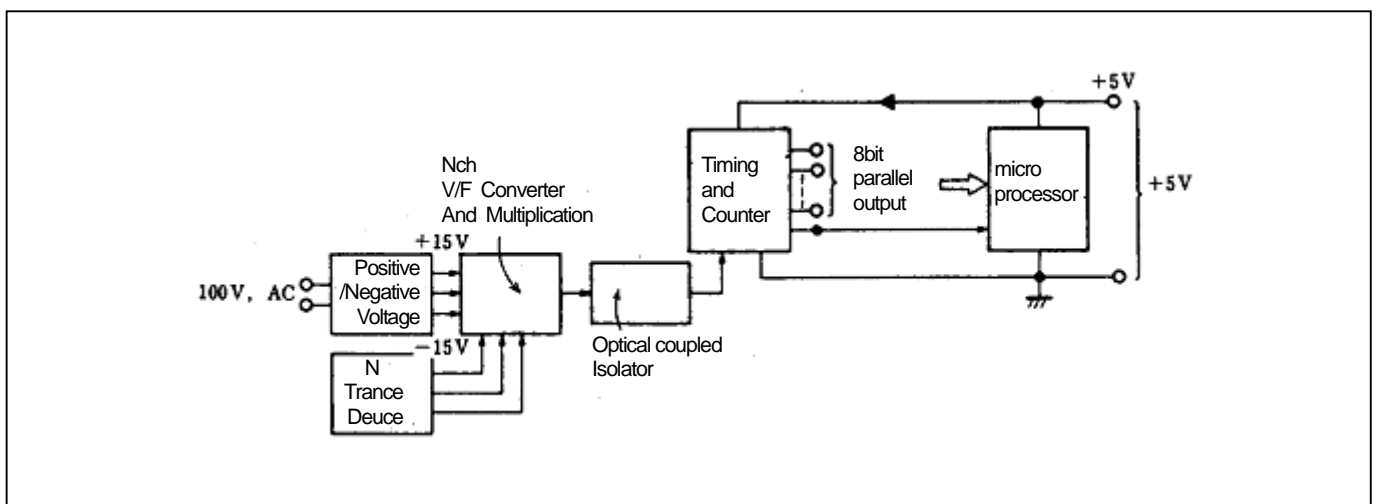 +5V
Timing
and
Counter
8bit
parallel
output
micro
processor
+5V
Nch
V/F Converter
And Multiplication
+15V
100V, AC
Positive
/Negative
Voltage
-15V
N
Trance
Deuce
Optical coupled
Isolator